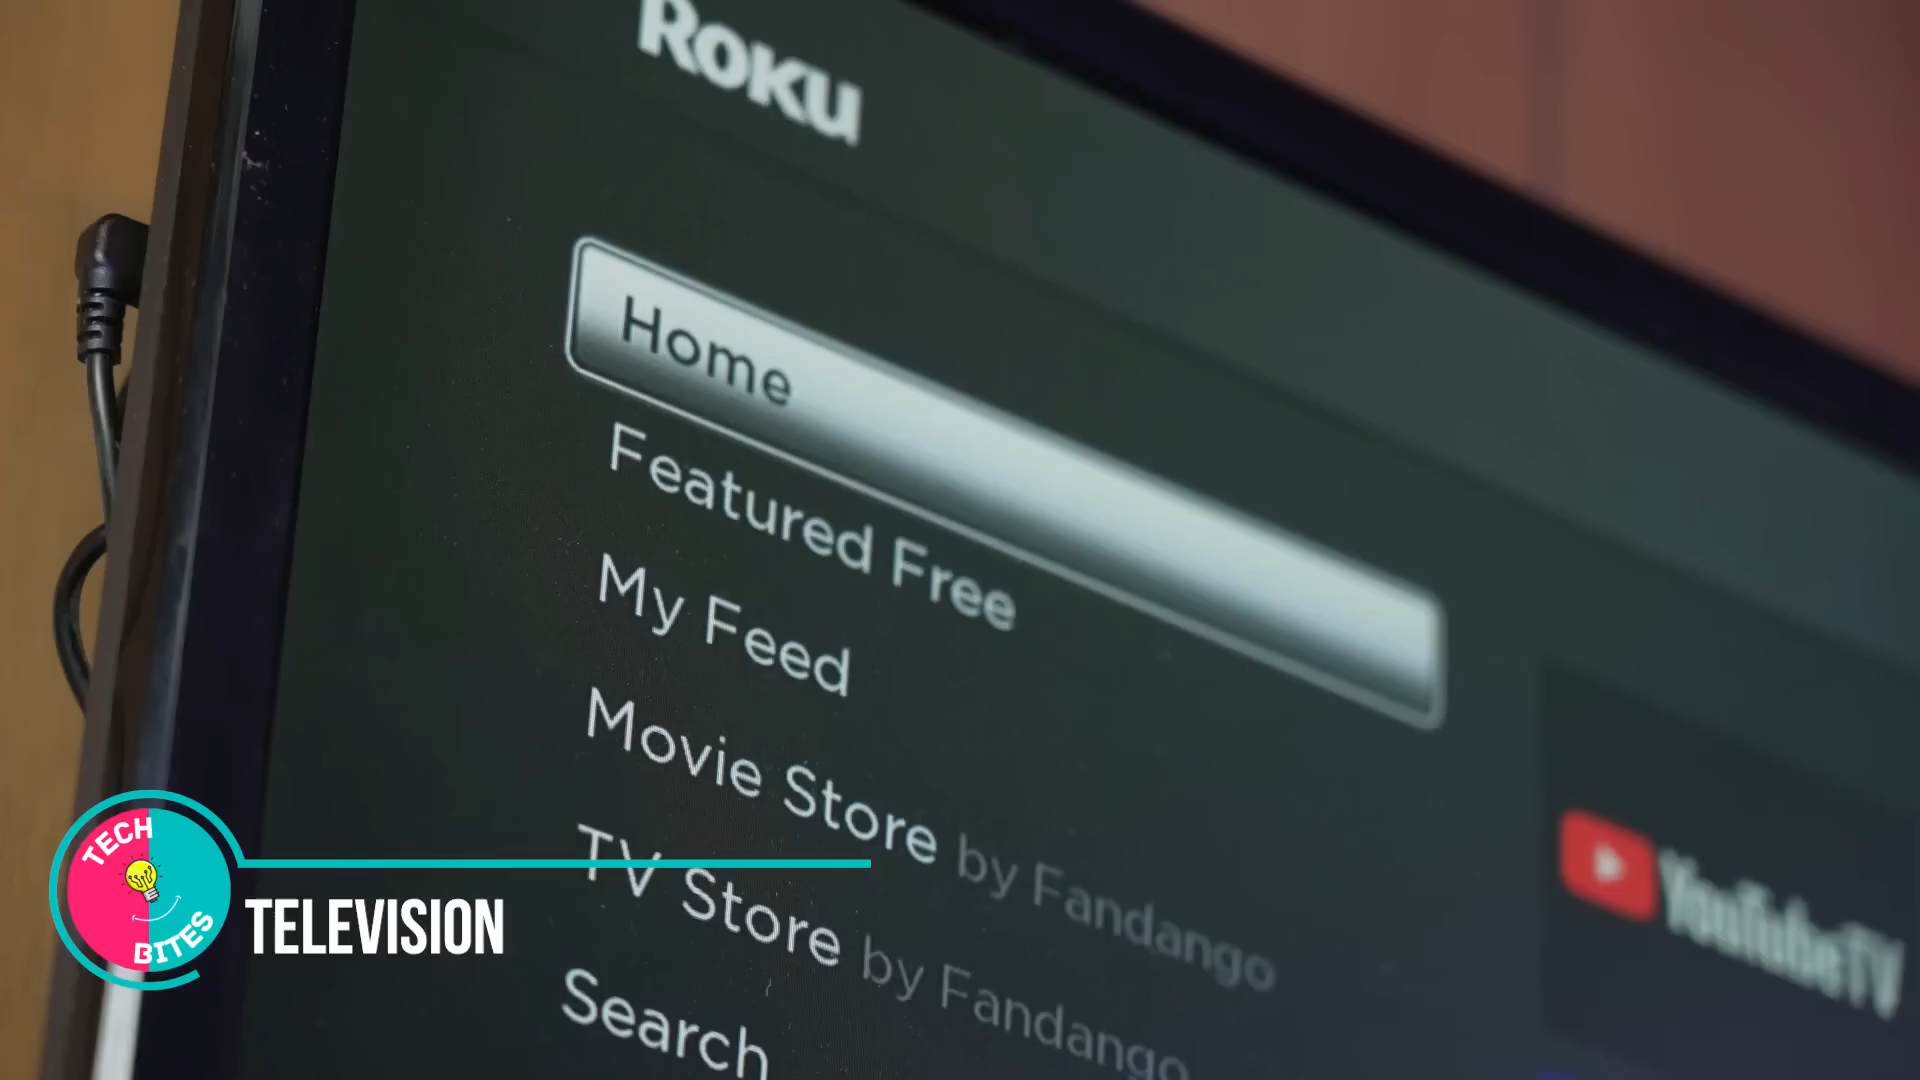 Roku
Home
Featured Free
My Feed
Movie Store by Fandango
TV Store by Fandango
Search
YouTubeTV
TECH
BITES
TELEVISION